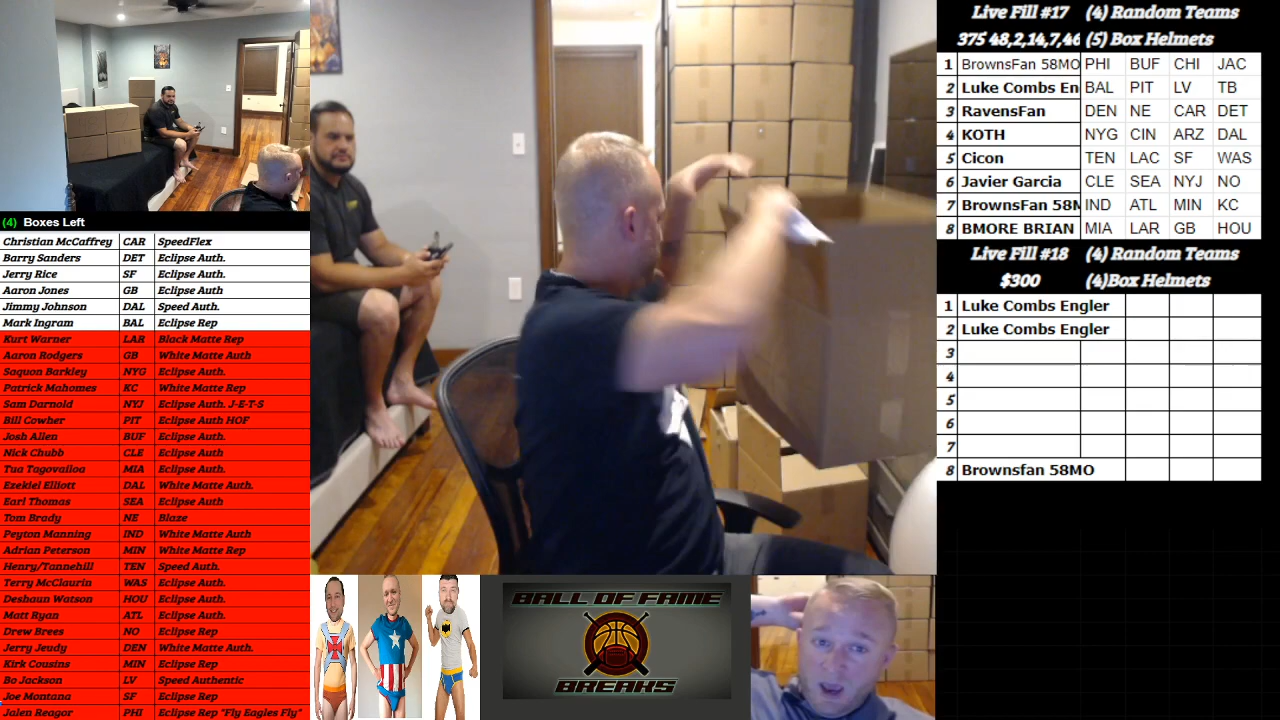 (4) Boxes Left
Christian McCaffrey CAR SpeedFlex
Barry Sanders DET Eclipse Auth.
Jerry Rice SF Eclipse Auth.
Aaron Jones GB Eclipse Auth
Jimmy Johnson DAL Speed Auth.
Mark Ingram BAL Eclipse Rep
Kurt Warner LAR Black Matte Rep
Aaron Rodgers GB White Matte Auth
Saquon Barkley NYG Eclipse Auth.
Patrick Mahomes KC White Matte Rep
Sam Darnold NYJ Eclipse Auth. J-E-T-S
Bill Cowher PIT Eclipse Auth HOF
Josh Allen BUF Eclipse Auth.
Nick Chubb CLE Eclipse Auth
Tua Tagovailoa MIA Eclipse Auth.
Ezekiel Elliott DAL White Matte Auth.
Earl Thomas SEA Eclipse Auth
Tom Brady NE Blaze
Peyton Manning IND White Matte Auth
Adrian Peterson MIN White Matte Rep
Henry/Tannehill TEN Speed Auth.
Terry McClaurin WAS Eclipse Auth.
Deshaun Watson HOU Eclipse Auth.
Matt Ryan ATL Eclipse Auth.
Drew Brees NO Eclipse Rep
Jerry Jeudy DEN White Matte Auth.
Kirk Cousins MIN Eclipse Rep
Bo Jackson LV Speed Authentic
Joe Montana SF Eclipse Rep
Jalen Reagor PHI Eclipse Rep "Fly Eagles Fly"
BALL OF FAME
BREAKS
Live Fill #17 (4) Random Teams
375 48,2,14,7,46 (5) Box Helmets
1 BrownsFan 58MO PHI BUF CHI JAC
2 Luke Combs En BAL PIT LV TB
3 RavensFan DEN NE CAR DET
4 KOTH NYG CIN ARZ DAL
5 Cicon TEN LAC SF WAS
6 Javier Garcia CLE SEA NYJ NO
7 BrownsFan 58M IND ATL MIN KC
8 BMORE BRIAN MIA LAR GB HOU
Live Fill #18 (4) Random Teams
$300 (4)Box Helmets
1 Luke Combs Engler
2 Luke Combs Engler
3
4
5
6
7
8 Brownsfan 58MO